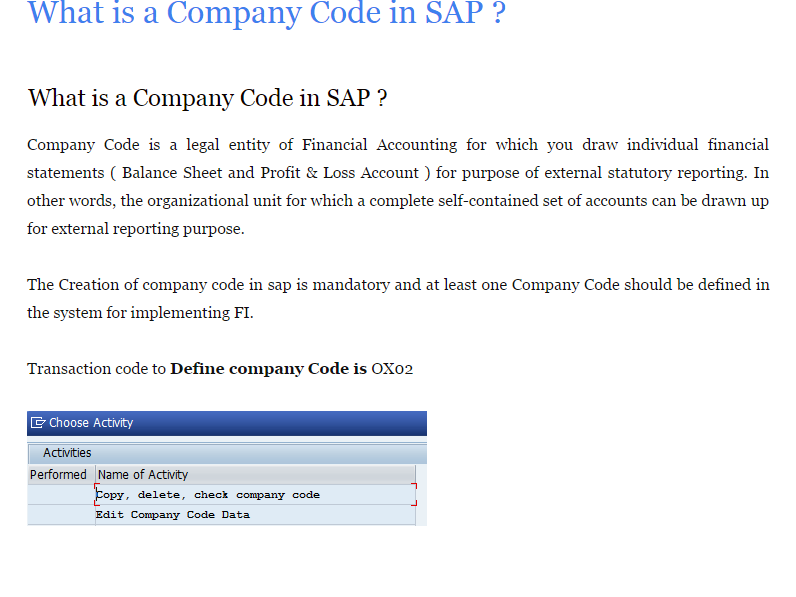 What is a Company Code in SAP ?
What is a Company Code in SAP ?
Company Code is a legal entity of Financial Accounting for which you draw individual financial
statements ( Balance Sheet and Profit & Loss Account ) for purpose of external statutory reporting. In
other words, the organizational unit for which a complete self-contained set of accounts can be drawn up
for external reporting purpose.
The Creation of company code in sap is mandatory and at least one Company Code should be defined in
the system for implementing FI.
Transaction code to Define company Code is OX02
Choose Activity
Activities
Performed Name of Activity
Copy, delete, check company code
Edit Company Code Data